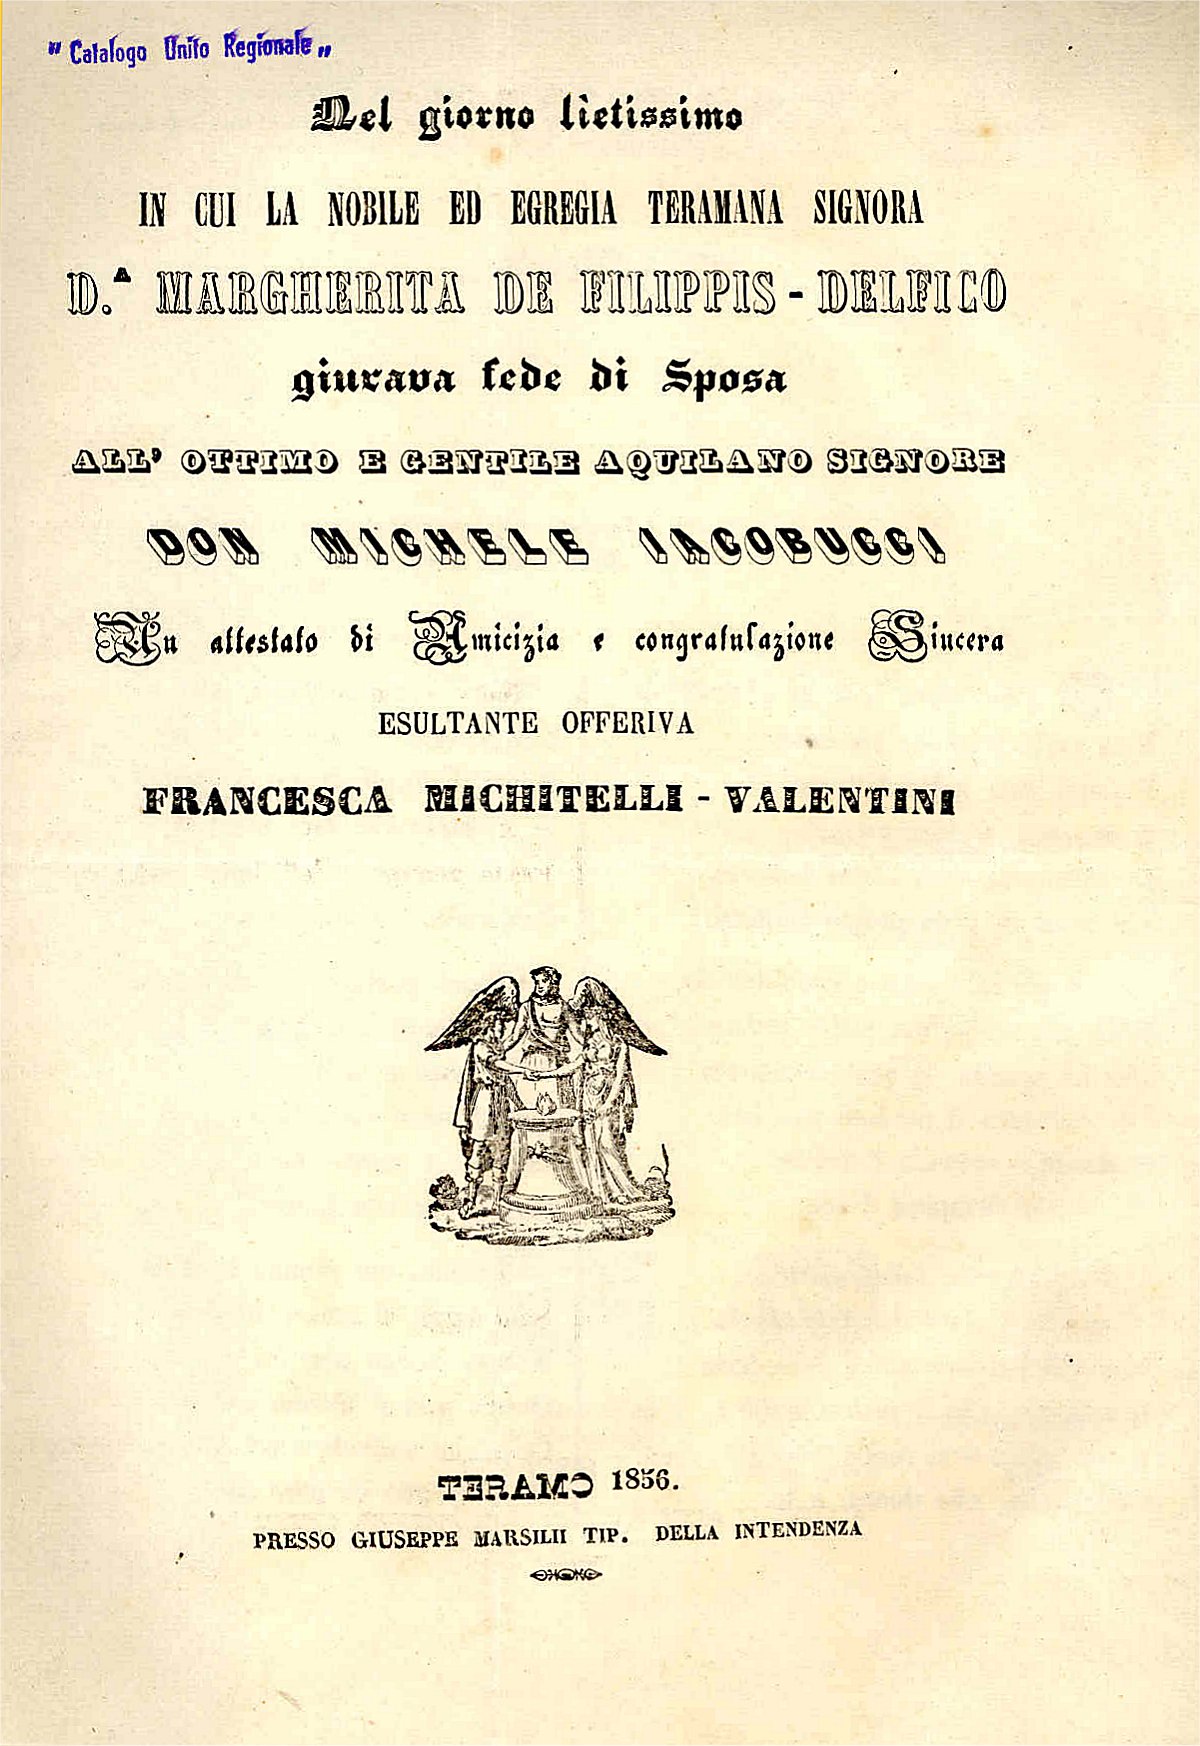 " Catalogo Unito Regionale „
Nel giorno lietissimo
IN CUI LA NOBILE ED EGREGIA TERAMANA SIGNORA
D.ᴬ MARGHERITA DE FILIPPIS - DELFICO
giurava fede di Sposa
ALL' OTTIMO E GENTILE AQUILANO SIGNORE
DON MICHELE IACOBUCCI
Un attestato di Amicizia e congratulazione Sincera
ESULTANTE OFFERIVA
FRANCESCA MICHITELLI - VALENTINI
TERAMO 1856.
PRESSO GIUSEPPE MARSILII TIP. DELLA INTENDENZA